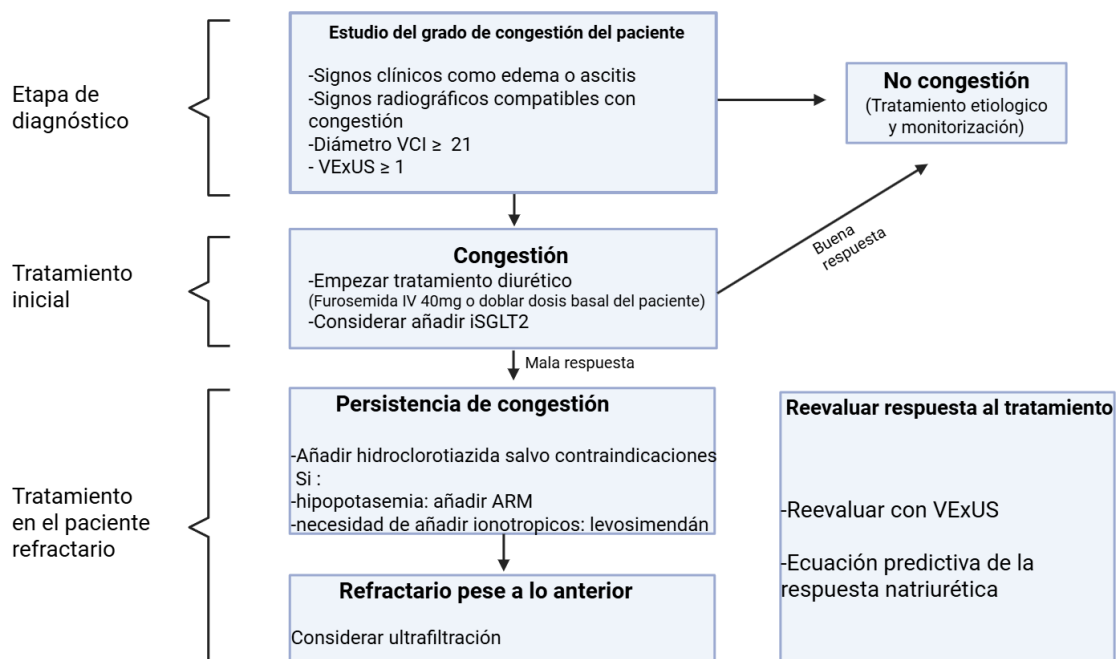 Etapa de
diagnóstico
Estudio del grado de congestión del paciente
-Signos clínicos como edema o ascitis
-Signos radiográficos compatibles con
congestión
-Diámetro VCI ≥ 21
- VExUS ≥ 1
No congestión
(Tratamiento etiologico
y monitorización)
Tratamiento
inicial
Congestión
-Empezar tratamiento diurético
(Furosemida IV 40mg o doblar dosis basal del paciente)
-Considerar añadir iSGLT2
Buena
respuesta
Mala respuesta
Tratamiento
en el paciente
refractario
Persistencia de congestión
-Añadir hidroclorotiazida salvo contraindicaciones
Si :
-hipopotasemia: añadir ARM
-necesidad de añadir ionotropicos: levosimendán
Refractario pese a lo anterior
Considerar ultrafiltración
Reevaluar respuesta al tratamiento
-Reevaluar con VExUS
-Ecuación predictiva de la
respuesta natriurética